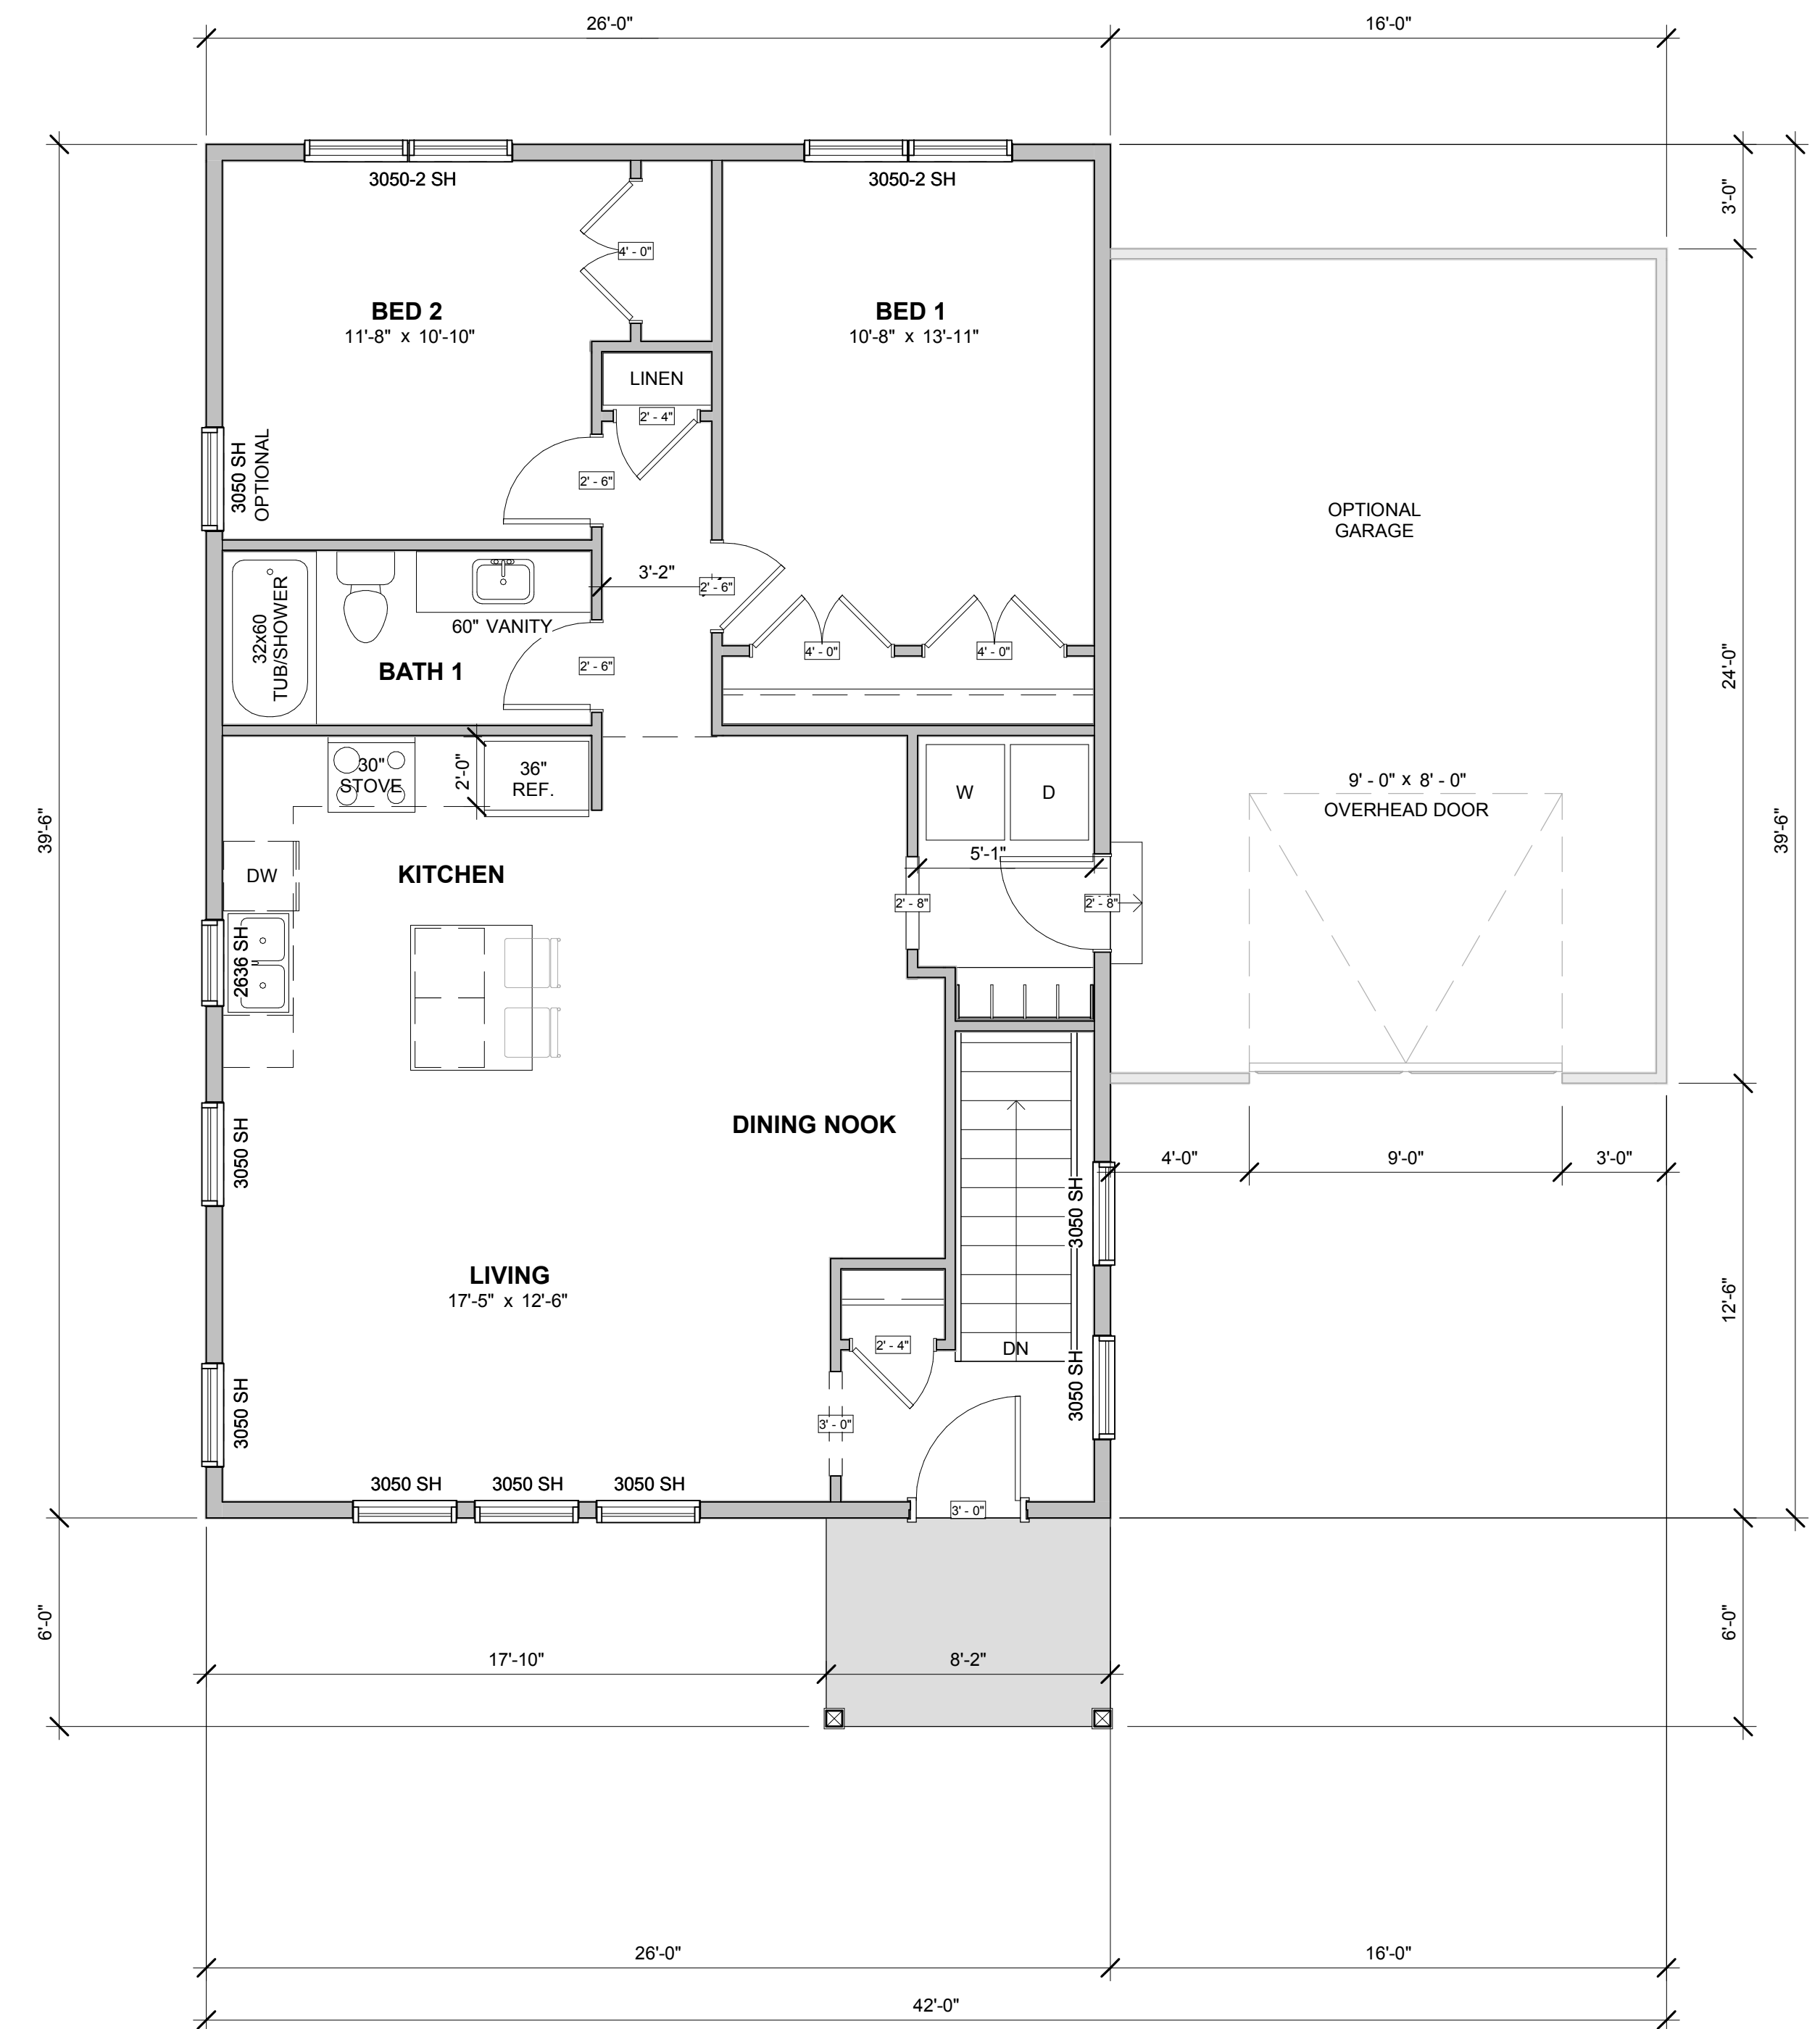 26'-0"
16'-0"
3050-2 SH
3050-2 SH
3'-0"
4' - 0"
BED 2
11'-8" x 10'-10"
BED 1
10'-8" x 13'-11"
LINEN
2' - 4"
3050 SH
OPTIONAL
2' - 6"
OPTIONAL
GARAGE
3'-2"
2' - 6"
32x60
TUB/SHOWER
60" VANITY
BATH 1
2' - 6"
4' - 0"
4' - 0"
24'-0"
30"
STOVE
2'-0"
36"
REF.
W
D
9' - 0" x 8' - 0"
OVERHEAD DOOR
39'-6"
39'-6"
DW
KITCHEN
5'-1"
2' - 8"
2' - 8"
2636 SH
DINING NOOK
3050 SH
4'-0"
9'-0"
3'-0"
3050 SH
LIVING
17'-5" x 12'-6"
12'-6"
2' - 4"
DN
3050 SH
3050 SH
3' - 0"
3050 SH
3050 SH
3050 SH
3' - 0"
6'-0"
6'-0"
17'-10"
8'-2"
26'-0"
16'-0"
42'-0"